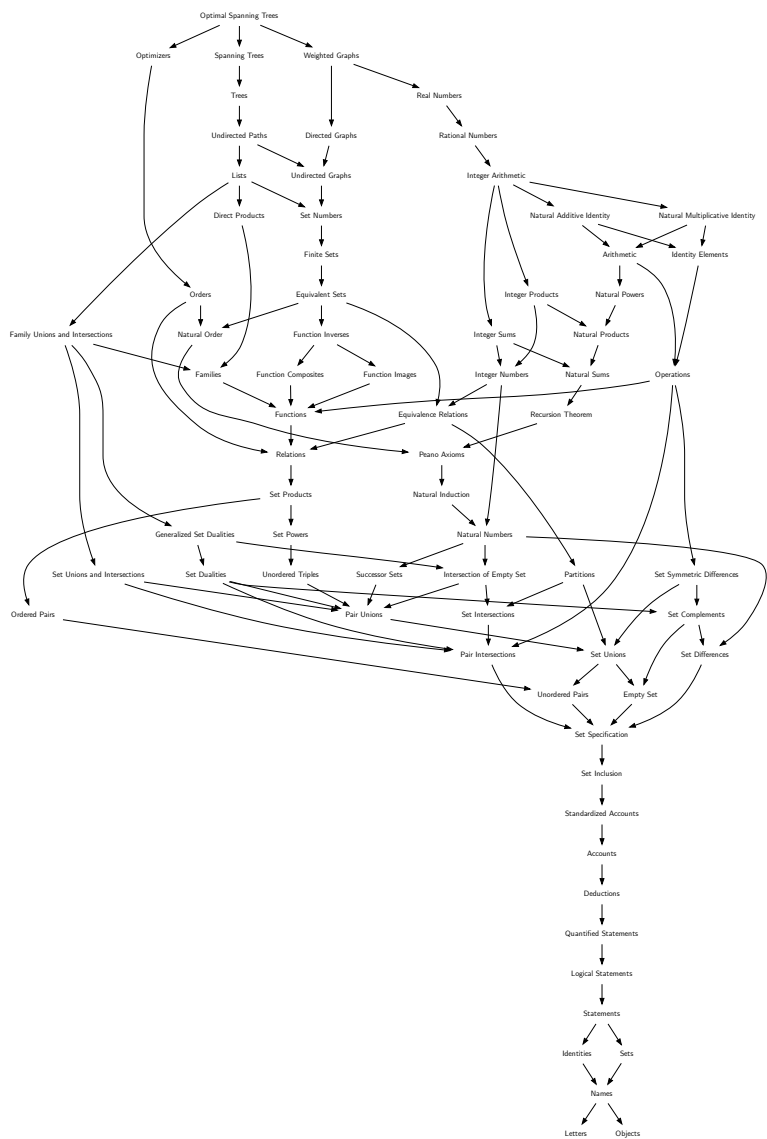 Optimal Spanning Trees
Optimizers
Spanning Trees
Weighted Graphs
Trees
Real Numbers
Undirected Paths
Directed Graphs
Rational Numbers
Lists
Undirected Graphs
Integer Arithmetic
Direct Products
Set Numbers
Natural Additive Identity
Natural Multiplicative Identity
Finite Sets
Arithmetic
Identity Elements
Orders
Equivalent Sets
Integer Products
Natural Powers
Family Unions and Intersections
Natural Order
Function Inverses
Integer Sums
Natural Products
Families
Function Composites
Function Images
Integer Numbers
Natural Sums
Operations
Functions
Equivalence Relations
Recursion Theorem
Relations
Peano Axioms
Set Products
Natural Induction
Generalized Set Dualities
Set Powers
Natural Numbers
Set Unions and Intersections
Set Dualities
Unordered Triples
Successor Sets
Intersection of Empty Set
Partitions
Set Symmetric Differences
Ordered Pairs
Pair Unions
Set Intersections
Set Complements
Pair Intersections
Set Unions
Set Differences
Unordered Pairs
Empty Set
Set Specification
Set Inclusion
Standardized Accounts
Accounts
Deductions
Quantified Statements
Logical Statements
Statements
Identities
Sets
Names
Letters
Objects